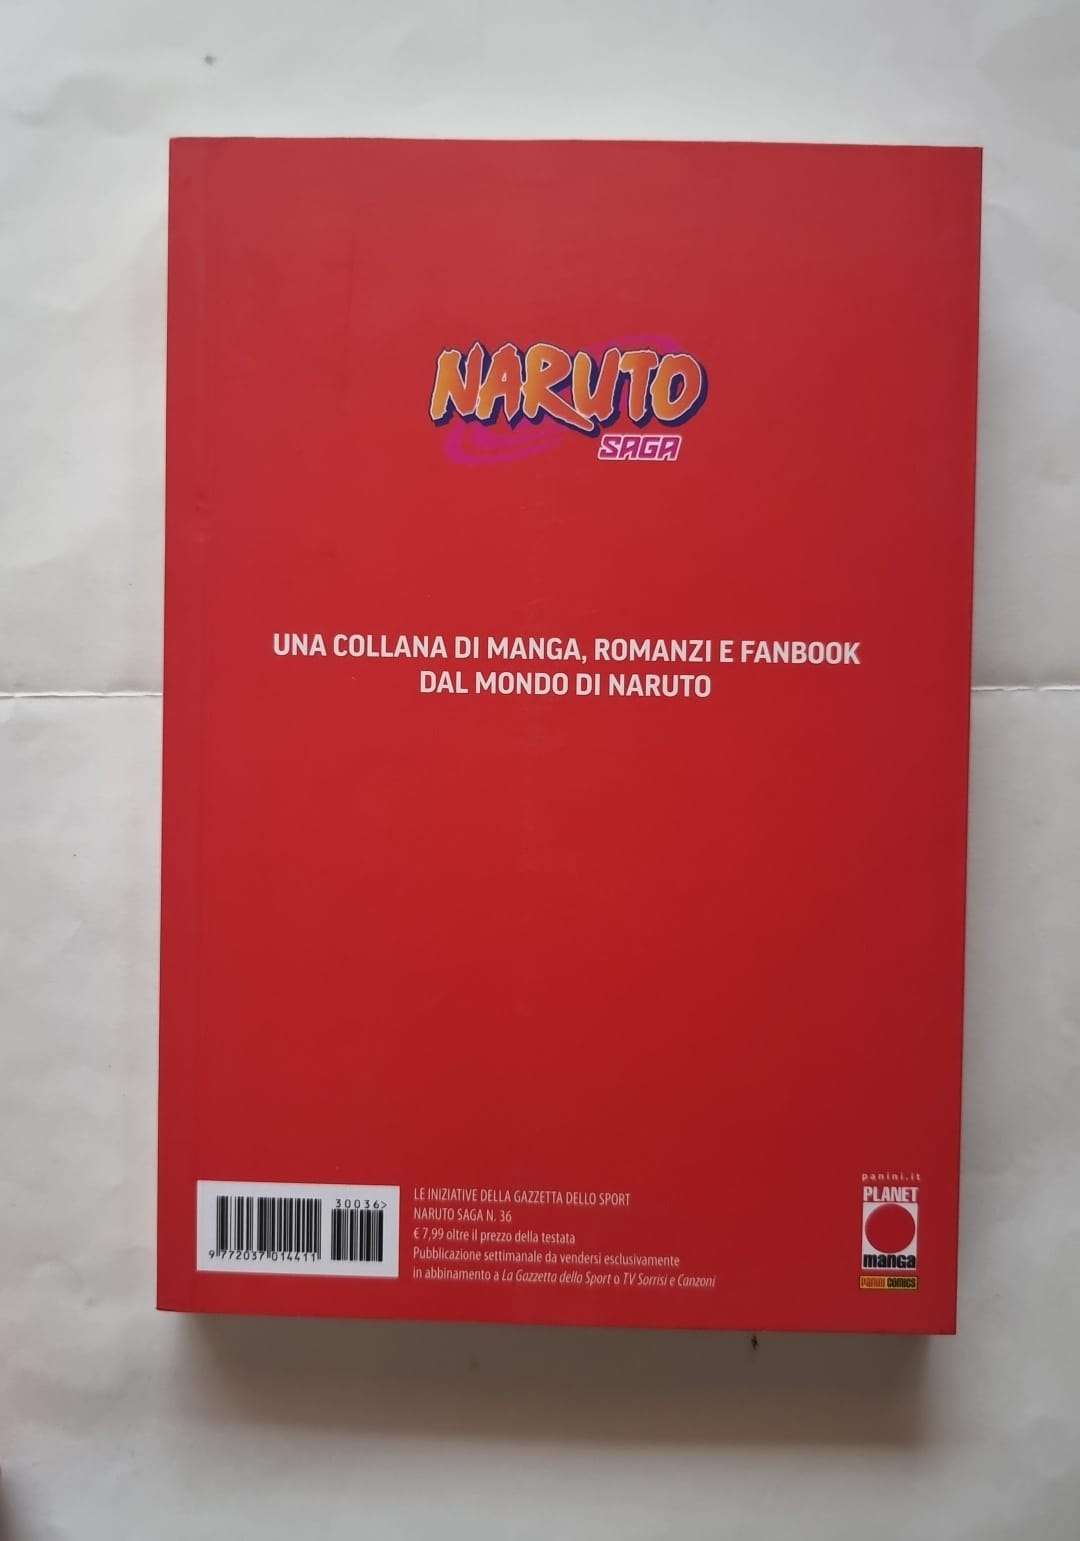 NARUTO
SAGA
UNA COLLANA DI MANGA, ROMANZI E FANBOOK
DAL MONDO DI NARUTO
30036>
9 772037 014411
LE INIZIATIVE DELLA GAZZETTA DELLO SPORT
NARUTO SAGA N. 36
€ 7,99 oltre il prezzo della testata
Pubblicazione settimanale da vendersi esclusivamente
in abbinamento a La Gazzetta dello Sport o TV Sorrisi e Canzoni
panini.it
PLANET
manga
PANINI COMICS